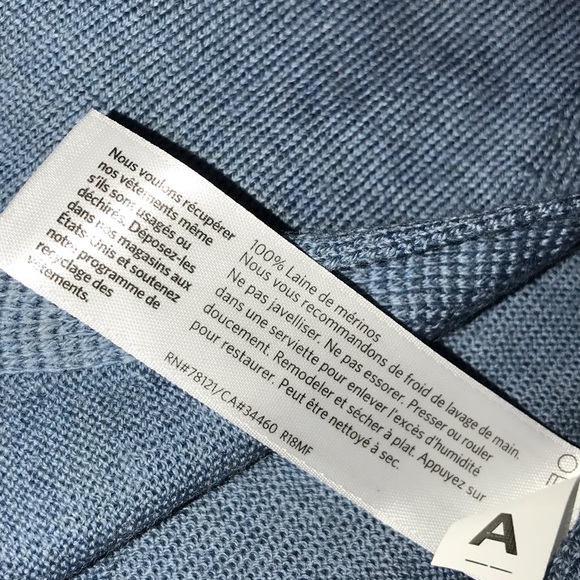 Nous voulons récupérer
nos vêtements même
s'ils sont usagés ou
déchirés. Déposez-les
dans nos magasins aux
États-Unis et soutenez
notre programme de
recyclage des
vêtements.
100% Laine de mérinos
Nous vous recommandons de froid de lavage de main.
Ne pas javelliser. Ne pas essorer. Presser ou rouler
dans une serviette pour enlever l'excès d'humidité
doucement. Remodeler et sécher à plat. Appuyez sur
pour restaurer. Peut être nettoyé à sec.
RN#78121/CA#34460 R18MF
A